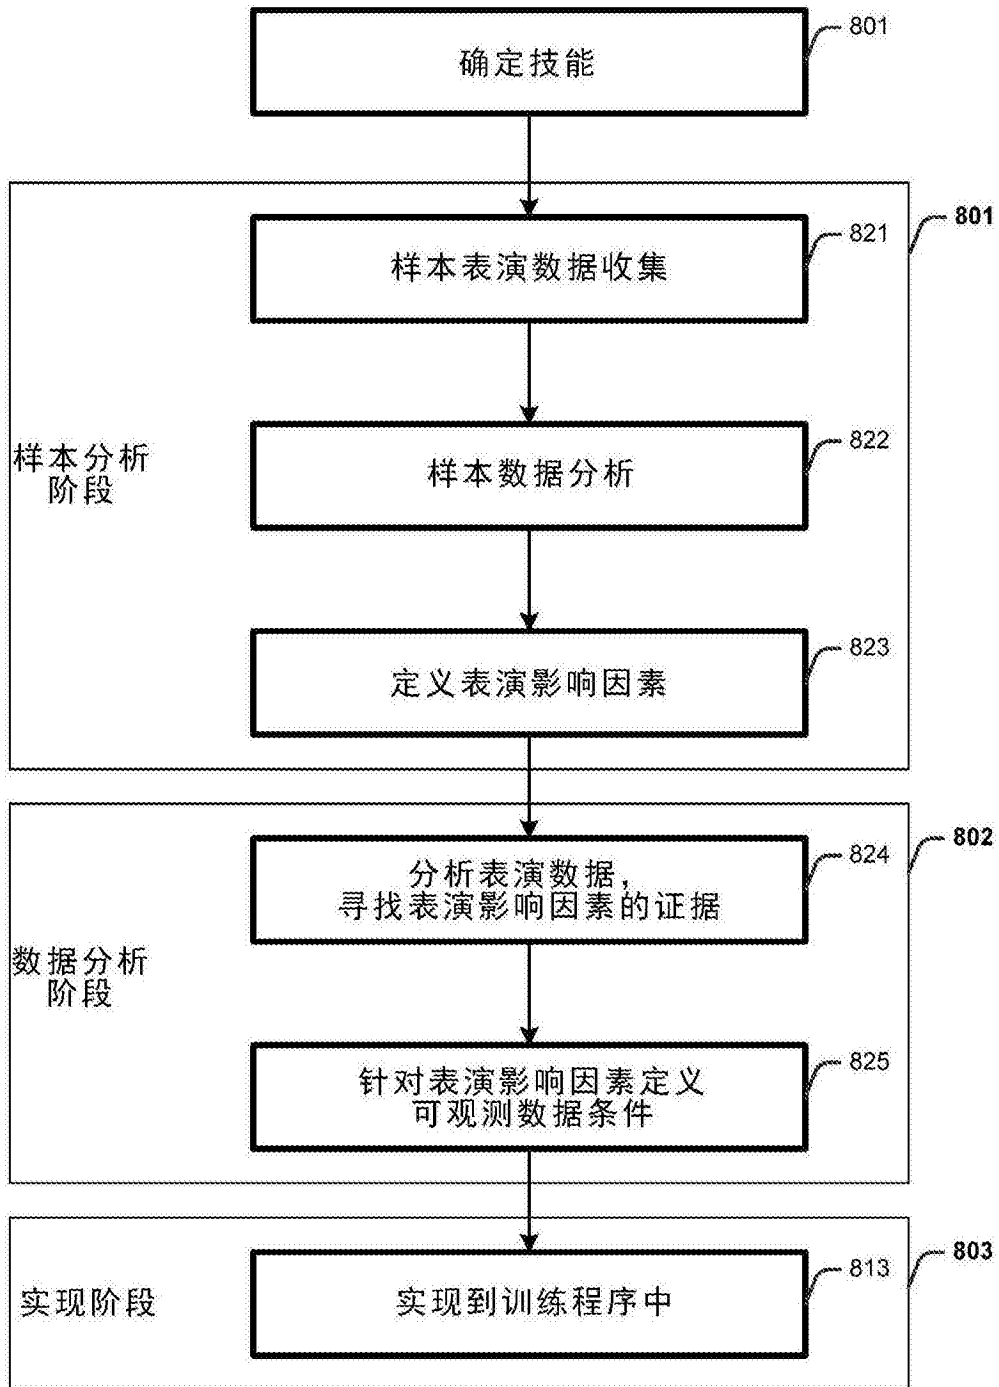 801
确定技能
801
821
样本表演数据收集
822
样本数据分析
样本分析
阶段
823
定义表演影响因素
802
824
分析表演数据，
寻找表演影响因素的证据
数据分析
阶段
825
针对表演影响因素定义
可观测数据条件
803
813
实现到训练程序中
实现阶段